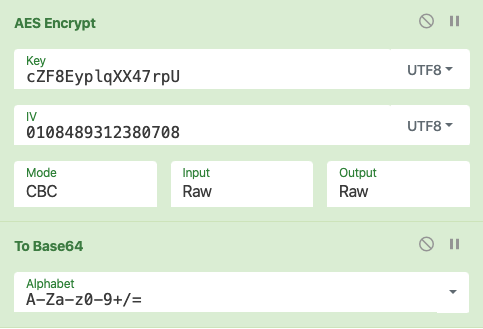 AES Encrypt
Key
cZF8EyplqXX47rpU
UTF8
IV
0108489312380708
UTF8
Mode
CBC
Input
Raw
Output
Raw
To Base64
Alphabet
A-Za-z0-9+/=